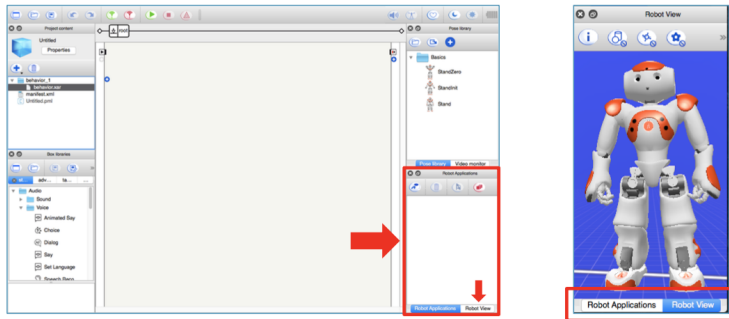 root
Project content
Untitled
Properties
behavior_1
behavior.xar
manifest.xml
Untitled.pml
Box libraries
adv...
Audio
Sound
Voice
Animated Say
Choice
Dialog
Say
Set Language
Pose library
Basics
StandZero
StandInit
Stand
Pose library
Video monitor
Robot Applications
Robot Applications
Robot View
Robot View
Robot Applications
Robot View